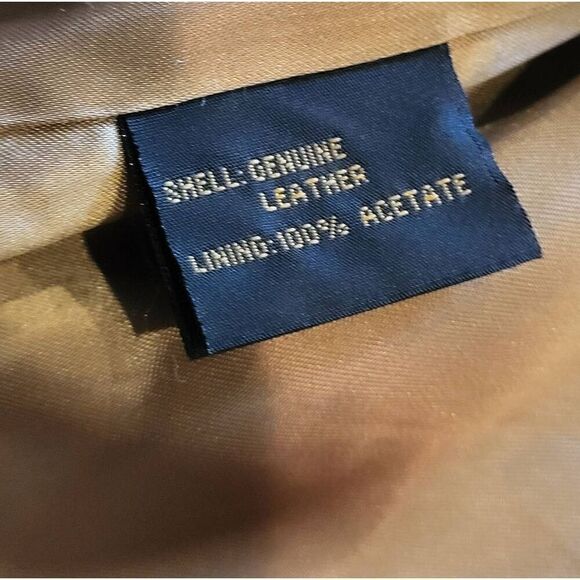 SHELL:GENUINE
LEATHER
LINING:100% ACETATE